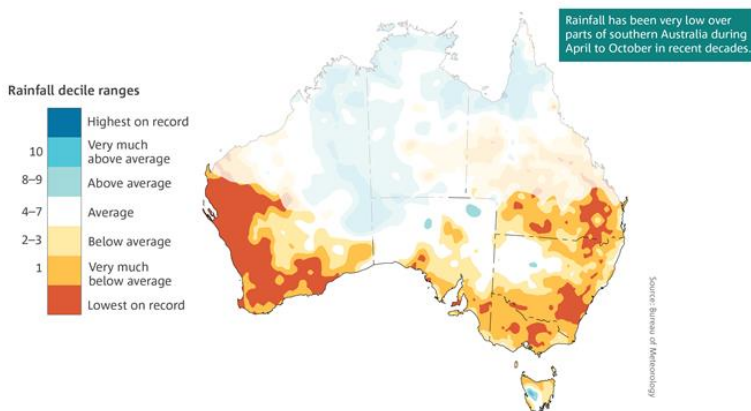 Rainfall has been very low over
parts of southern Australia during
April to October in recent decades.
Rainfall decile ranges
Highest on record
10
Very much
above average
8–9
Above average
4–7
Average
2–3
Below average
1
Very much
below average
Lowest on record
Source: Bureau of Meteorology